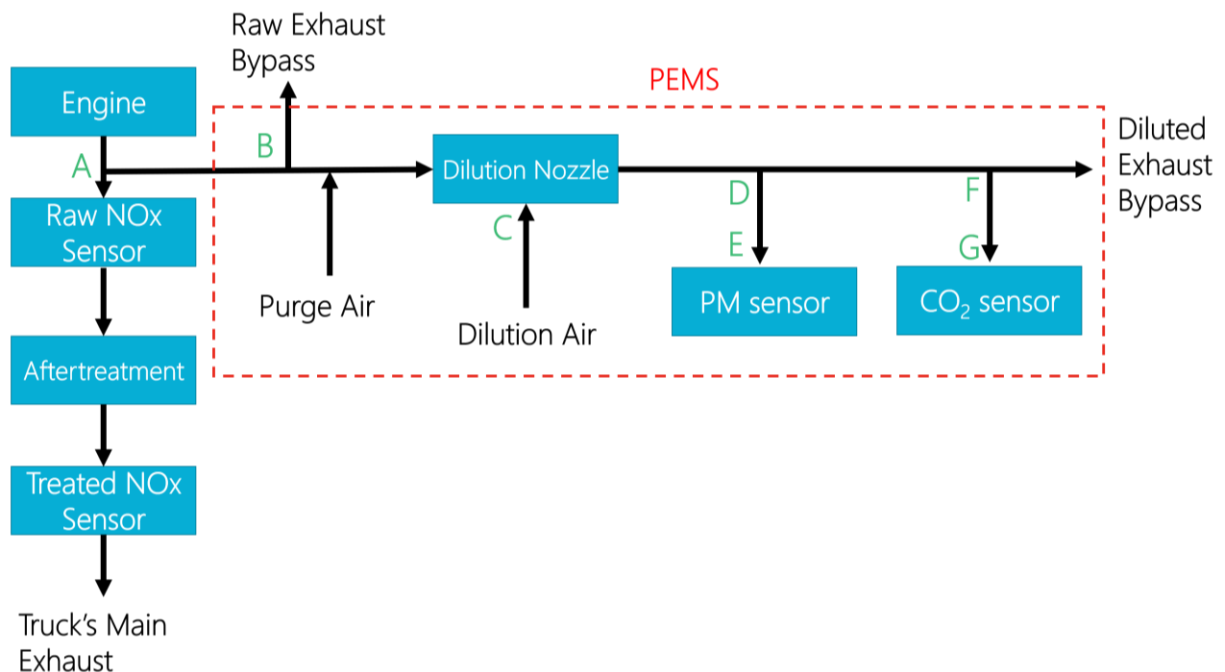 Raw Exhaust
Bypass
PEMS
Engine
Diluted
Exhaust
Bypass
A
B
Dilution Nozzle
Raw NOx
Sensor
C
D
F
E
G
Purge Air
PM sensor
CO₂ sensor
Dilution Air
Aftertreatment
Treated NOx
Sensor
Truck's Main
Exhaust